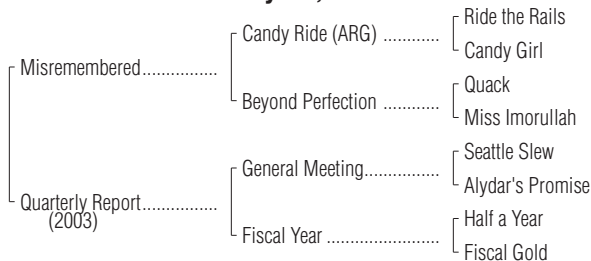 Ride the Rails
Candy Ride (ARG) ............
Candy Girl
Misremembered................
Quack
Beyond Perfection ............
Miss Imorullah
Seattle Slew
General Meeting................
Alydar's Promise
Quarterly Report................
(2003)
Half a Year
Fiscal Year ........................
Fiscal Gold